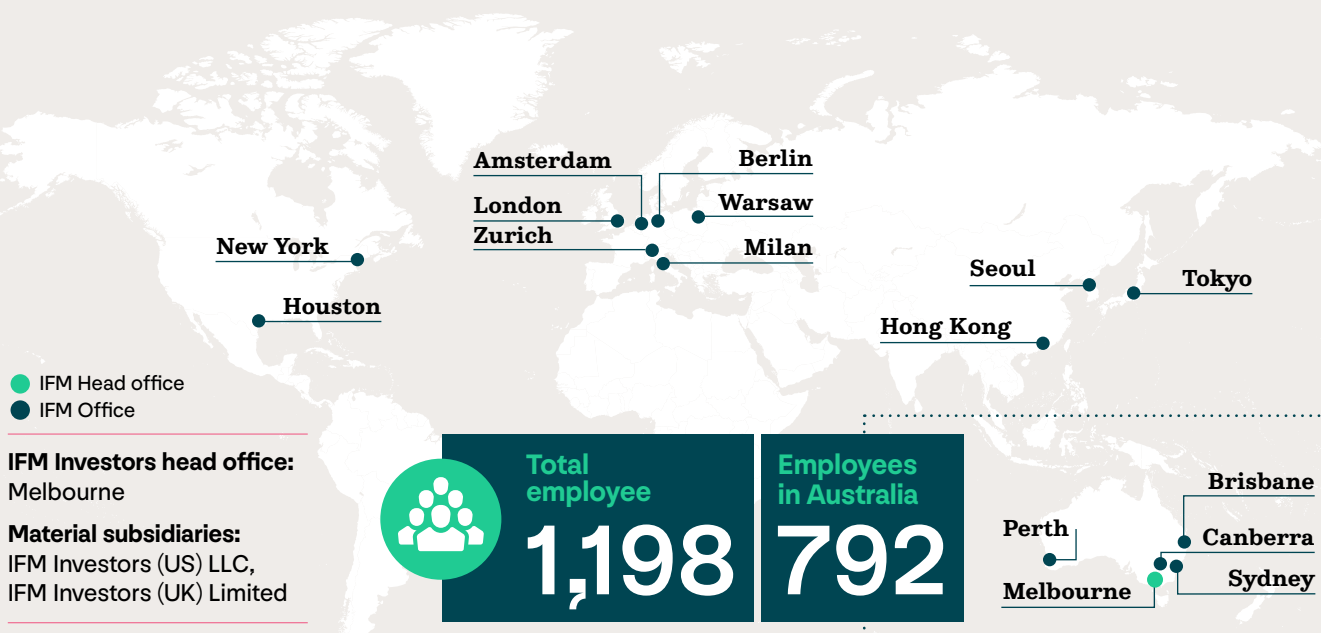 Amsterdam
Berlin
London
Warsaw
Zurich
Milan
New York
Houston
Seoul
Tokyo
Hong Kong
IFM Head office
IFM Office
IFM Investors head office:
Melbourne
Material subsidiaries:
IFM Investors (US) LLC,
IFM Investors (UK) Limited
Total
employee
1,198
Employees
in Australia
792
Brisbane
Perth
Canberra
Melbourne
Sydney